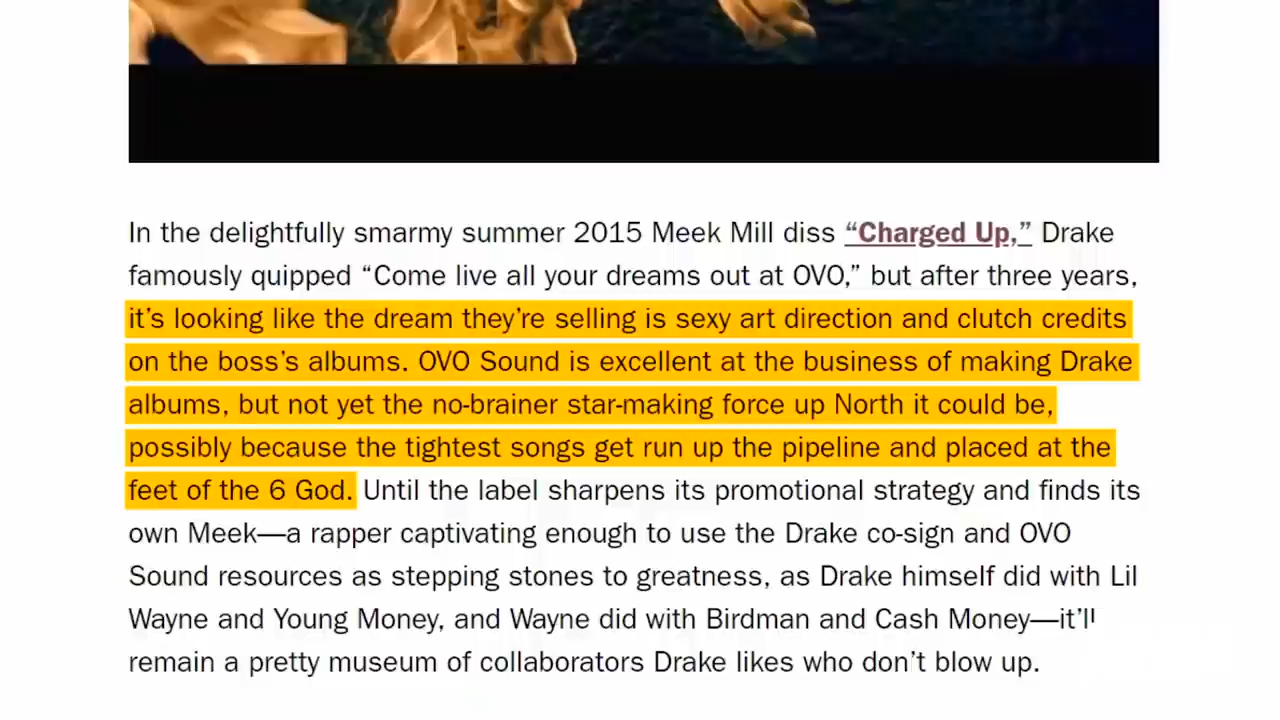 In the delightfully smarmy summer 2015 Meek Mill diss “Charged Up,” Drake
famously quipped “Come live all your dreams out at OVO,” but after three years,
it’s looking like the dream they’re selling is sexy art direction and clutch credits
on the boss’s albums. OVO Sound is excellent at the business of making Drake
albums, but not yet the no-brainer star-making force up North it could be,
possibly because the tightest songs get run up the pipeline and placed at the
feet of the 6 God. Until the label sharpens its promotional strategy and finds its
own Meek—a rapper captivating enough to use the Drake co-sign and OVO
Sound resources as stepping stones to greatness, as Drake himself did with Lil
Wayne and Young Money, and Wayne did with Birdman and Cash Money—it’ll
remain a pretty museum of collaborators Drake likes who don’t blow up.